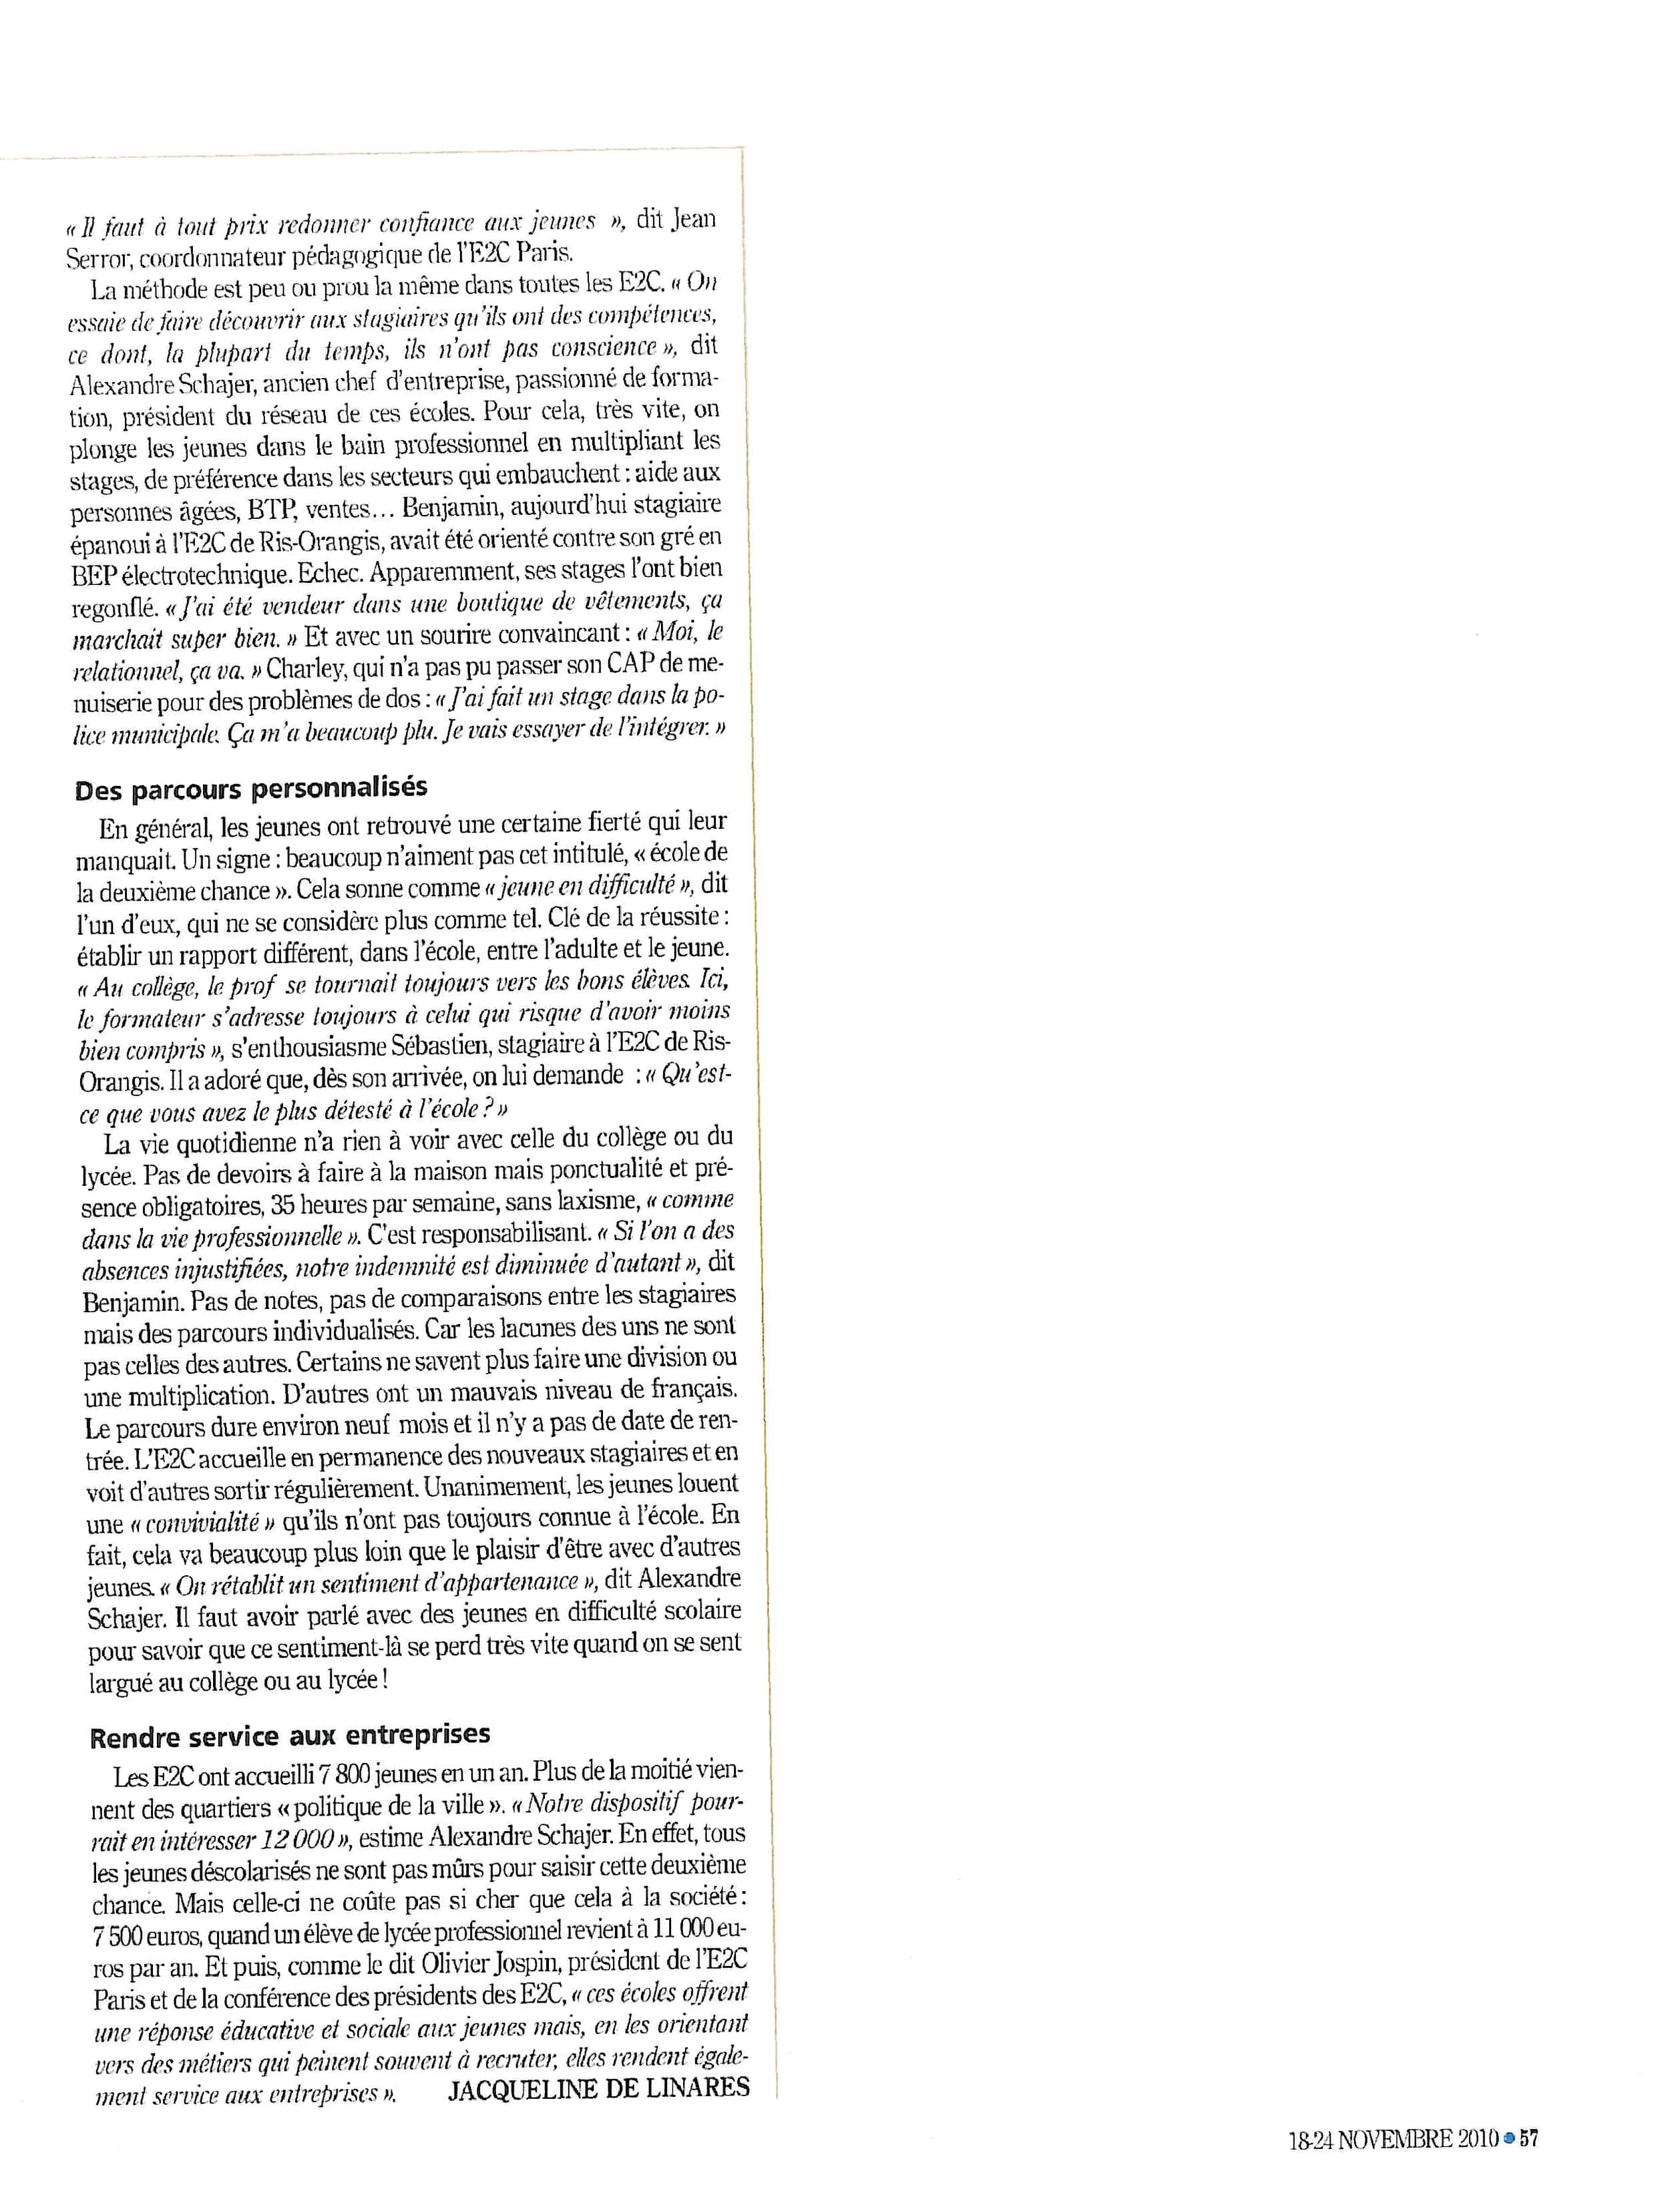 « Il faut à tout prix redonner confiance aux jeunes », dit Jean
Serror, coordonnateur pédagogique de l'E2C Paris.
La méthode est peu ou prou la même dans toutes les E2C. « On
essaie de faire découvrir aux stagiaires qu'ils ont des compétences,
ce dont, la plupart du temps, ils n'ont pas conscience », dit
Alexandre Schajer, ancien chef d'entreprise, passionné de forma-
tion, président du réseau de ces écoles. Pour cela, très vite, on
plonge les jeunes dans le bain professionnel en multipliant les
stages, de préférence dans les secteurs qui embauchent : aide aux
personnes âgées, BTP, ventes... Benjamin, aujourd'hui stagiaire
épanoui à l'E2C de Ris-Orangis, avait été orienté contre son gré en
BEP électrotechnique. Echec. Apparemment, ses stages l'ont bien
regonflé. « J'ai été vendeur dans une boutique de vêtements, ça
marchait super bien. » Et avec un sourire convaincant : « Moi, le
relationnel, ça va. » Charley, qui n'a pas pu passer son CAP de me-
nuiserie pour des problèmes de dos : « J'ai fait un stage dans la po-
lice municipale. Ça m'a beaucoup plu. Je vais essayer de l'intégrer. »
Des parcours personnalisés
En général, les jeunes ont retrouvé une certaine fierté qui leur
manquait. Un signe : beaucoup n'aiment pas cet intitulé, « école de
la deuxième chance ». Cela sonne comme « jeune en difficulté », dit
l'un d'eux, qui ne se considère plus comme tel. Clé de la réussite :
établir un rapport différent, dans l'école, entre l'adulte et le jeune.
« Au collège, le prof se tournait toujours vers les bons élèves. Ici,
le formateur s'adresse toujours à celui qui risque d'avoir moins
bien compris », s'enthousiasme Sébastien, stagiaire à l'E2C de Ris-
Orangis. Il a adoré que, dès son arrivée, on lui demande : « Qu'est-
ce que vous avez le plus détesté à l'école ? »
La vie quotidienne n'a rien à voir avec celle du collège ou du
lycée. Pas de devoirs à faire à la maison mais ponctualité et pré-
sence obligatoires, 35 heures par semaine, sans laxisme, « comme
dans la vie professionnelle ». C'est responsabilisant. « Si l'on a des
absences injustifiées, notre indemnité est diminuée d'autant », dit
Benjamin. Pas de notes, pas de comparaisons entre les stagiaires
mais des parcours individualisés. Car les lacunes des uns ne sont
pas celles des autres. Certains ne savent plus faire une division ou
une multiplication. D'autres ont un mauvais niveau de français.
Le parcours dure environ neuf mois et il n'y a pas de date de ren-
trée. L'E2C accueille en permanence des nouveaux stagiaires et en
voit d'autres sortir régulièrement. Unanimement, les jeunes louent
une « convivialité » qu'ils n'ont pas toujours connue à l'école. En
fait, cela va beaucoup plus loin que le plaisir d'être avec d'autres
jeunes. « On rétablit un sentiment d'appartenance », dit Alexandre
Schajer. Il faut avoir parlé avec des jeunes en difficulté scolaire
pour savoir que ce sentiment-là se perd très vite quand on se sent
largué au collège ou au lycée !
Rendre service aux entreprises
Les E2C ont accueilli 7 800 jeunes en un an. Plus de la moitié vien-
nent des quartiers « politique de la ville ». « Notre dispositif pour-
rait en intéresser 12 000 », estime Alexandre Schajer. En effet, tous
les jeunes déscolarisés ne sont pas mûrs pour saisir cette deuxième
chance. Mais celle-ci ne coûte pas si cher que cela à la société :
7 500 euros, quand un élève de lycée professionnel revient à 11 000 eu-
ros par an. Et puis, comme le dit Olivier Jospin, président de l'E2C
Paris et de la conférence des présidents des E2C, « ces écoles offrent
une réponse éducative et sociale aux jeunes mais, en les orientant
vers des métiers qui peinent souvent à recruter, elles rendent égale-
ment service aux entreprises ». JACQUELINE DE LINARES
18-24 NOVEMBRE 2010 • 57